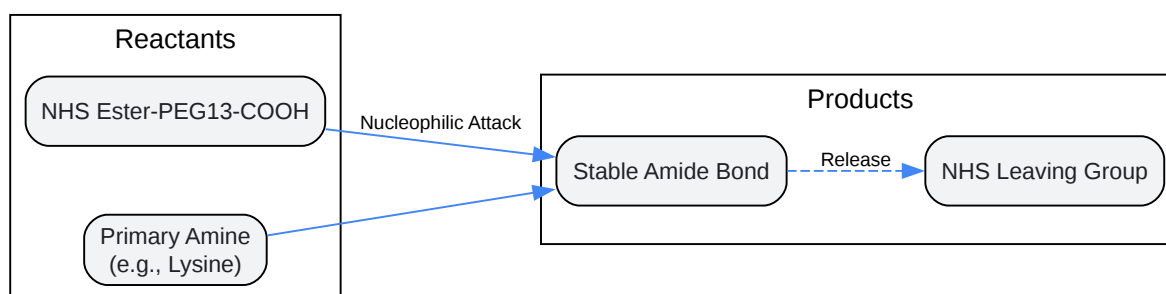 Reactants
NHS Ester-PEG13-COOH
Primary Amine
(e.g., Lysine)
Nucleophilic Attack
Products
Stable Amide Bond
Release
NHS Leaving Group